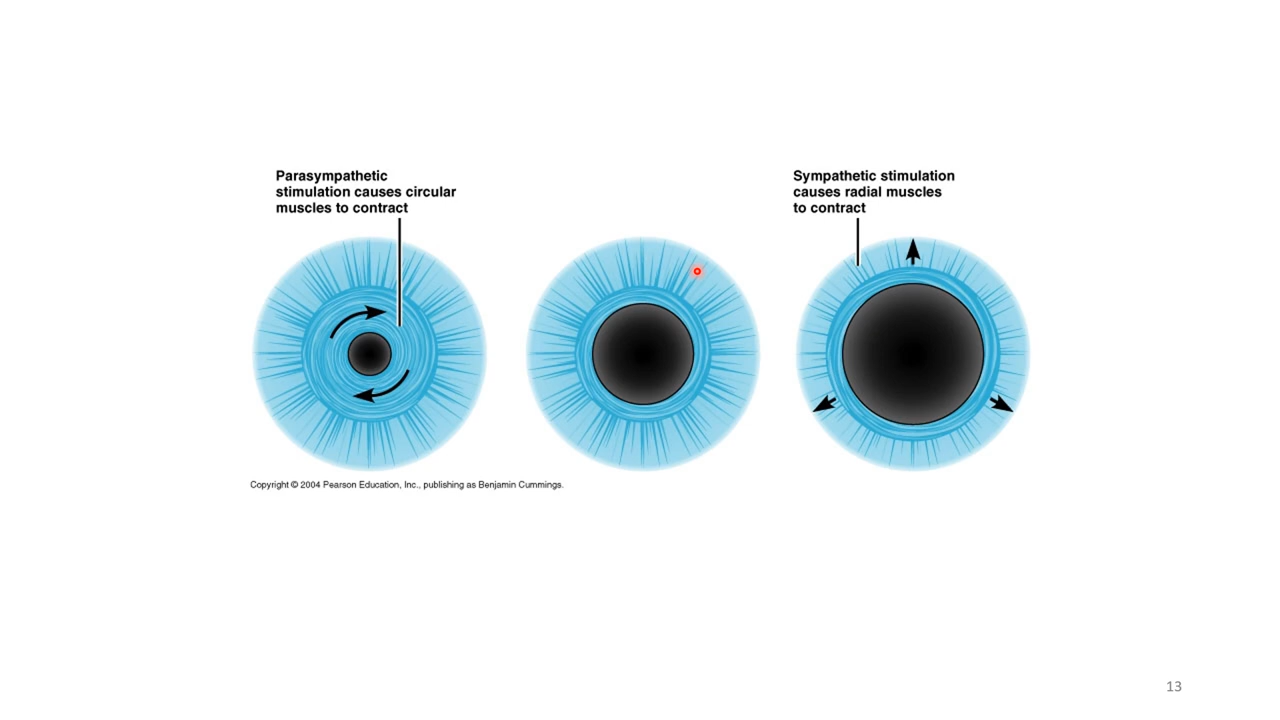 Parasympathetic
stimulation causes circular
muscles to contract
Sympathetic stimulation
causes radial muscles
to contract
Copyright © 2004 Pearson Education, Inc., publishing as Benjamin Cummings.
13